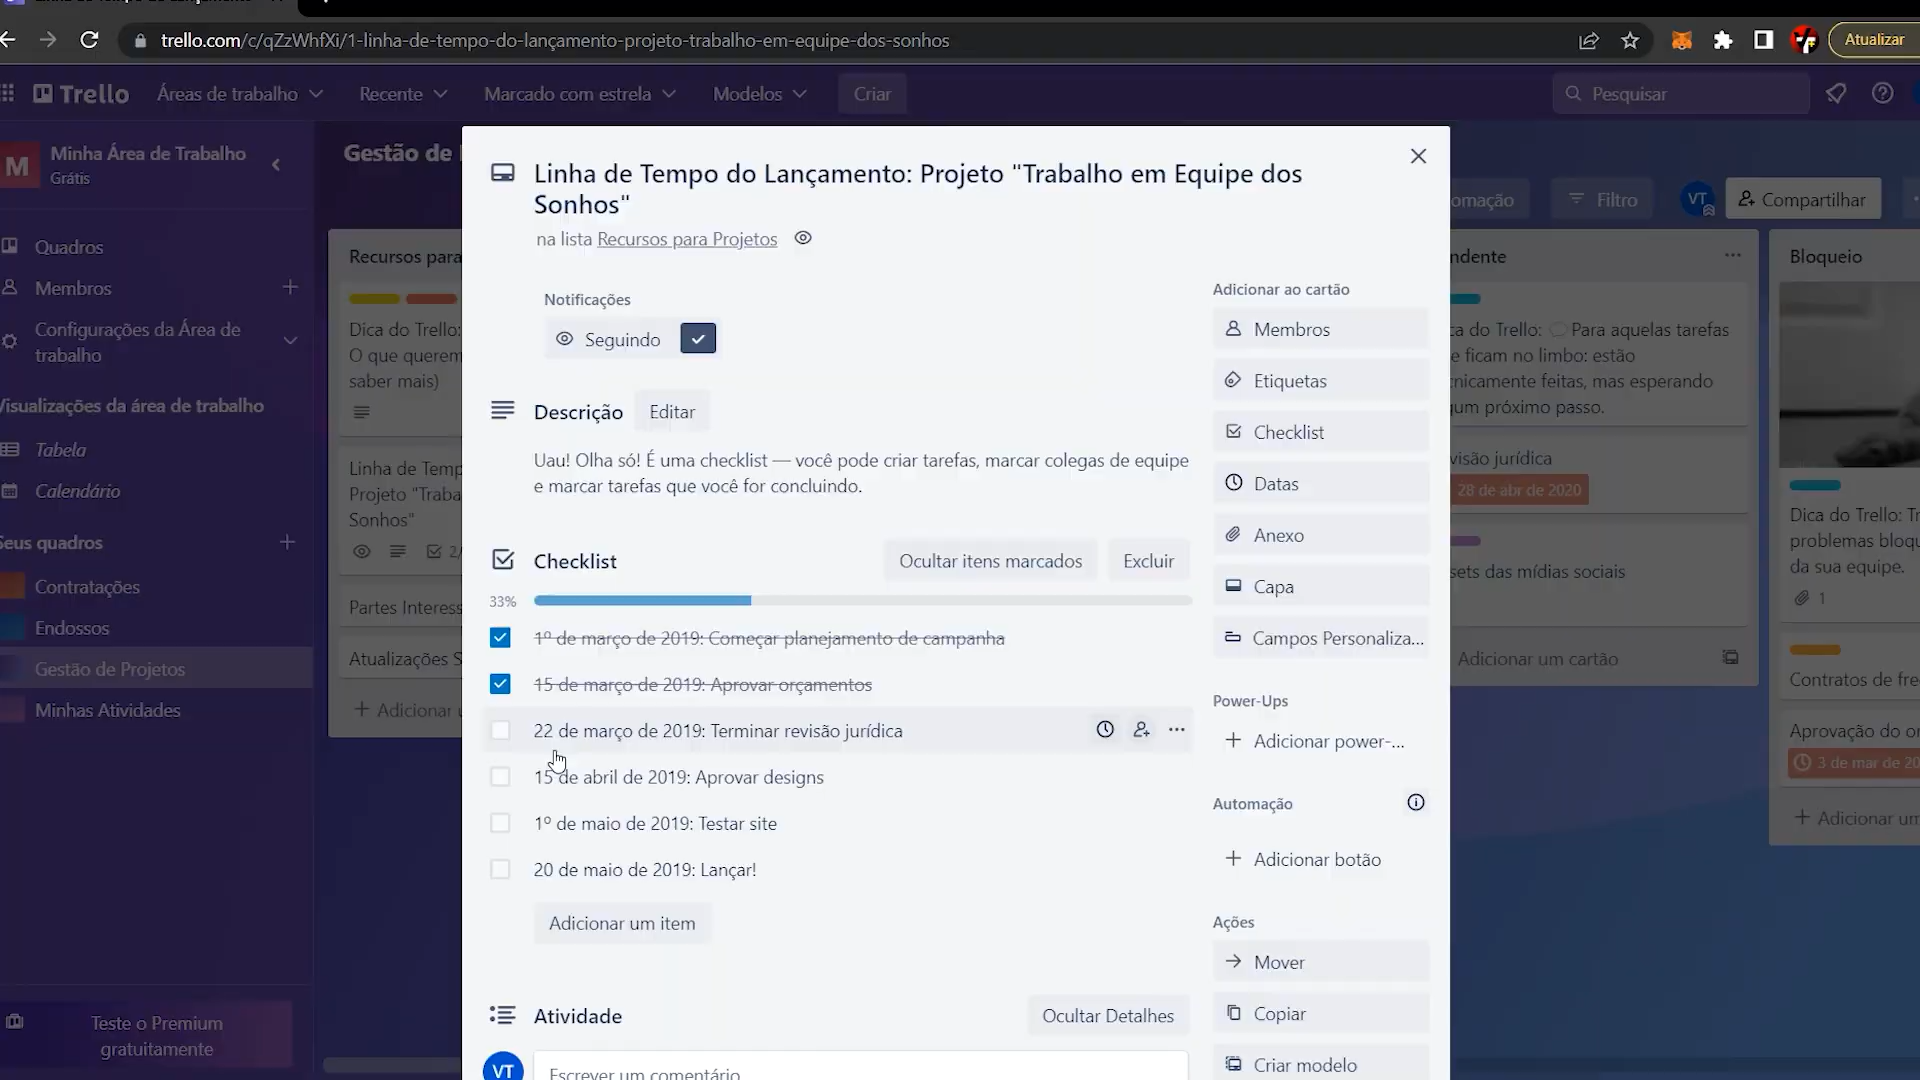 trello.com/c/qZzWhfXi/1-linha-de-tempo-do-lançamento-projeto-trabalho-em-equipe-dos-sonhos
Atualizar
Trello
Áreas de trabalho
Recente
Marcado com estrela
Modelos
Criar
Pesquisar
M
Minha Área de Trabalho
Grátis
Quadros
Membros
Configurações da Área de
trabalho
Visualizações da área de trabalho
Tabela
Calendário
Seus quadros
Contratações
Endossos
Gestão de Projetos
Minhas Atividades
Teste o Premium
gratuitamente
Gestão de
omação
Filtro
VT
Compartilhar
Recursos para
Dica do Trello:
O que querem
saber mais)
Linha de Temp
Projeto "Traba
Sonhos"
2/
Partes Interess
Atualizações S
Adicionar u
Linha de Tempo do Lançamento: Projeto "Trabalho em Equipe dos
Sonhos"
na lista Recursos para Projetos
Notificações
Seguindo
Descrição
Editar
Uau! Olha só! É uma checklist — você pode criar tarefas, marcar colegas de equipe
e marcar tarefas que você for concluindo.
Checklist
Ocultar itens marcados
Excluir
33%
1º de março de 2019: Começar planejamento de campanha
15 de março de 2019: Aprovar orçamentos
22 de março de 2019: Terminar revisão jurídica
15 de abril de 2019: Aprovar designs
1º de maio de 2019: Testar site
20 de maio de 2019: Lançar!
Adicionar um item
Atividade
Ocultar Detalhes
VT
Escrever um comentário
Adicionar ao cartão
Membros
Etiquetas
Checklist
Datas
Anexo
Capa
Campos Personaliza...
Power-Ups
Adicionar power-...
Automação
Adicionar botão
Ações
Mover
Copiar
Criar modelo
ndente
ca do Trello: Para aquelas tarefas
e ficam no limbo: estão
cnicamente feitas, mas esperando
gum próximo passo.
visão jurídica
28 de abr de 2020
sets das mídias sociais
Adicionar um cartão
Bloqueio
Dica do Trello: Tr
problemas bloqu
da sua equipe.
1
Contratos de fre
Aprovação do or
3 de mar de 20
Adicionar um